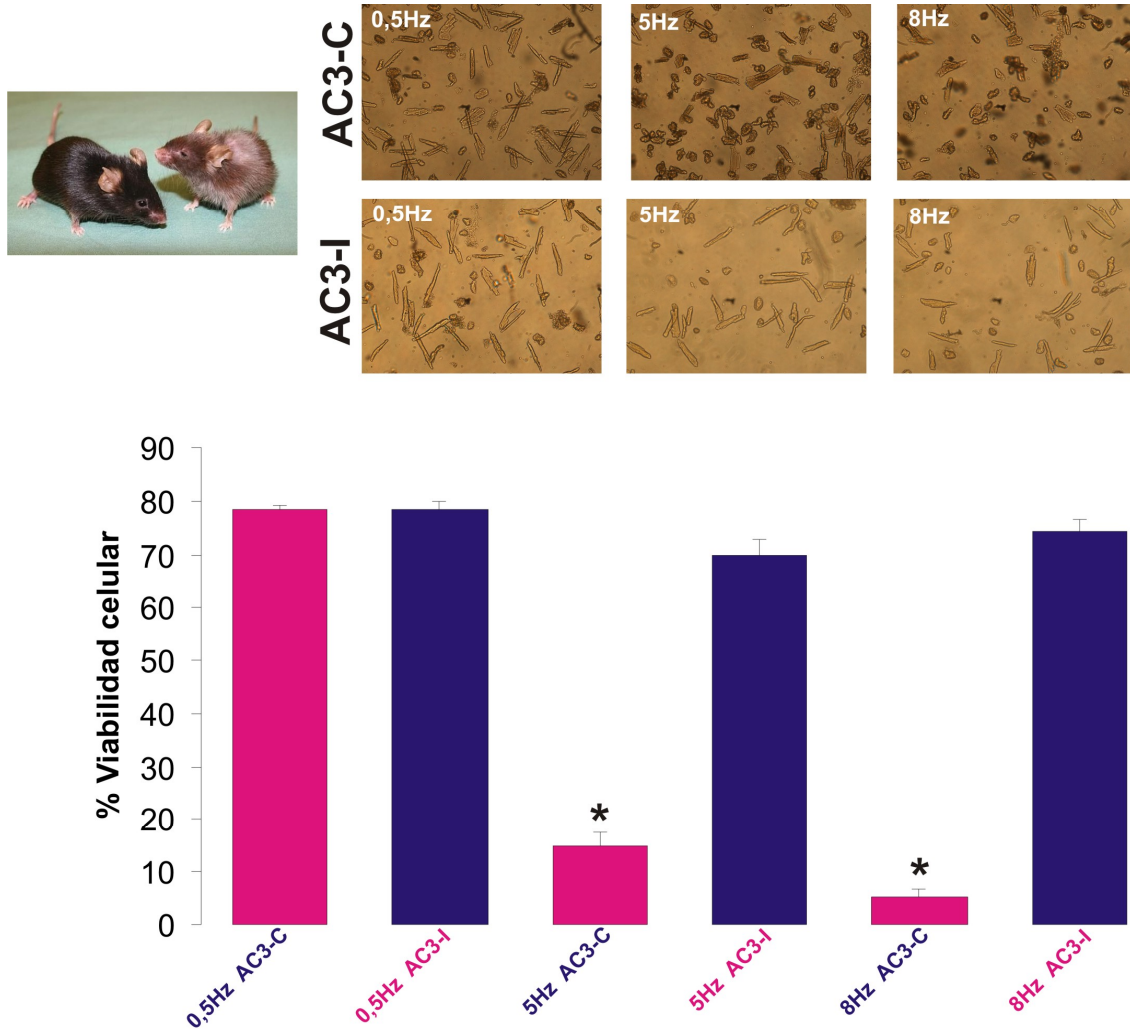 AC3-C
0,5Hz
5Hz
8Hz
AC3-I
0,5Hz
5Hz
8Hz
% Viabilidad celular
90
80
70
60
50
40
30
20
10
0
*
*
0,5Hz AC3-C
0,5Hz AC3-I
5Hz AC3-C
5Hz AC3-I
8Hz AC3-C
8Hz AC3-I